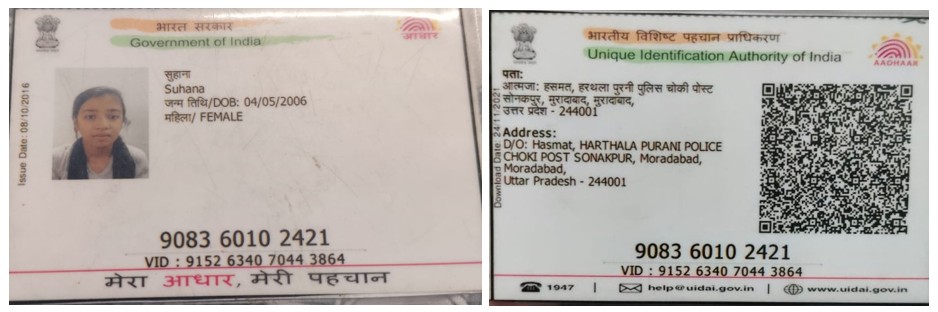 भारत सरकार
Government of India
आधार
Issue Date: 08/10/2016
सुहाना
Suhana
जन्म तिथि/DOB: 04/05/2006
महिला/ FEMALE
9083 6010 2421
VID : 9152 6340 7044 3864
मेरा आधार, मेरी पहचान
भारतीय विशिष्ट पहचान प्राधिकरण
Unique Identification Authority of India
AADHAAR
Download Date: 24/11/2021
पता:
आत्मजा: हसमत, हरथला पुरनी पुलिस चोकी पोस्ट
सोनकपुर, मुरादाबाद, मुरादाबाद,
उत्तर प्रदेश - 244001
Address:
D/O: Hasmat, HARTHALA PURANI POLICE
CHOKI POST SONAKPUR, Moradabad,
Moradabad,
Uttar Pradesh - 244001
9083 6010 2421
VID : 9152 6340 7044 3864
1947 | help@uidai.gov.in | www.uidai.gov.in